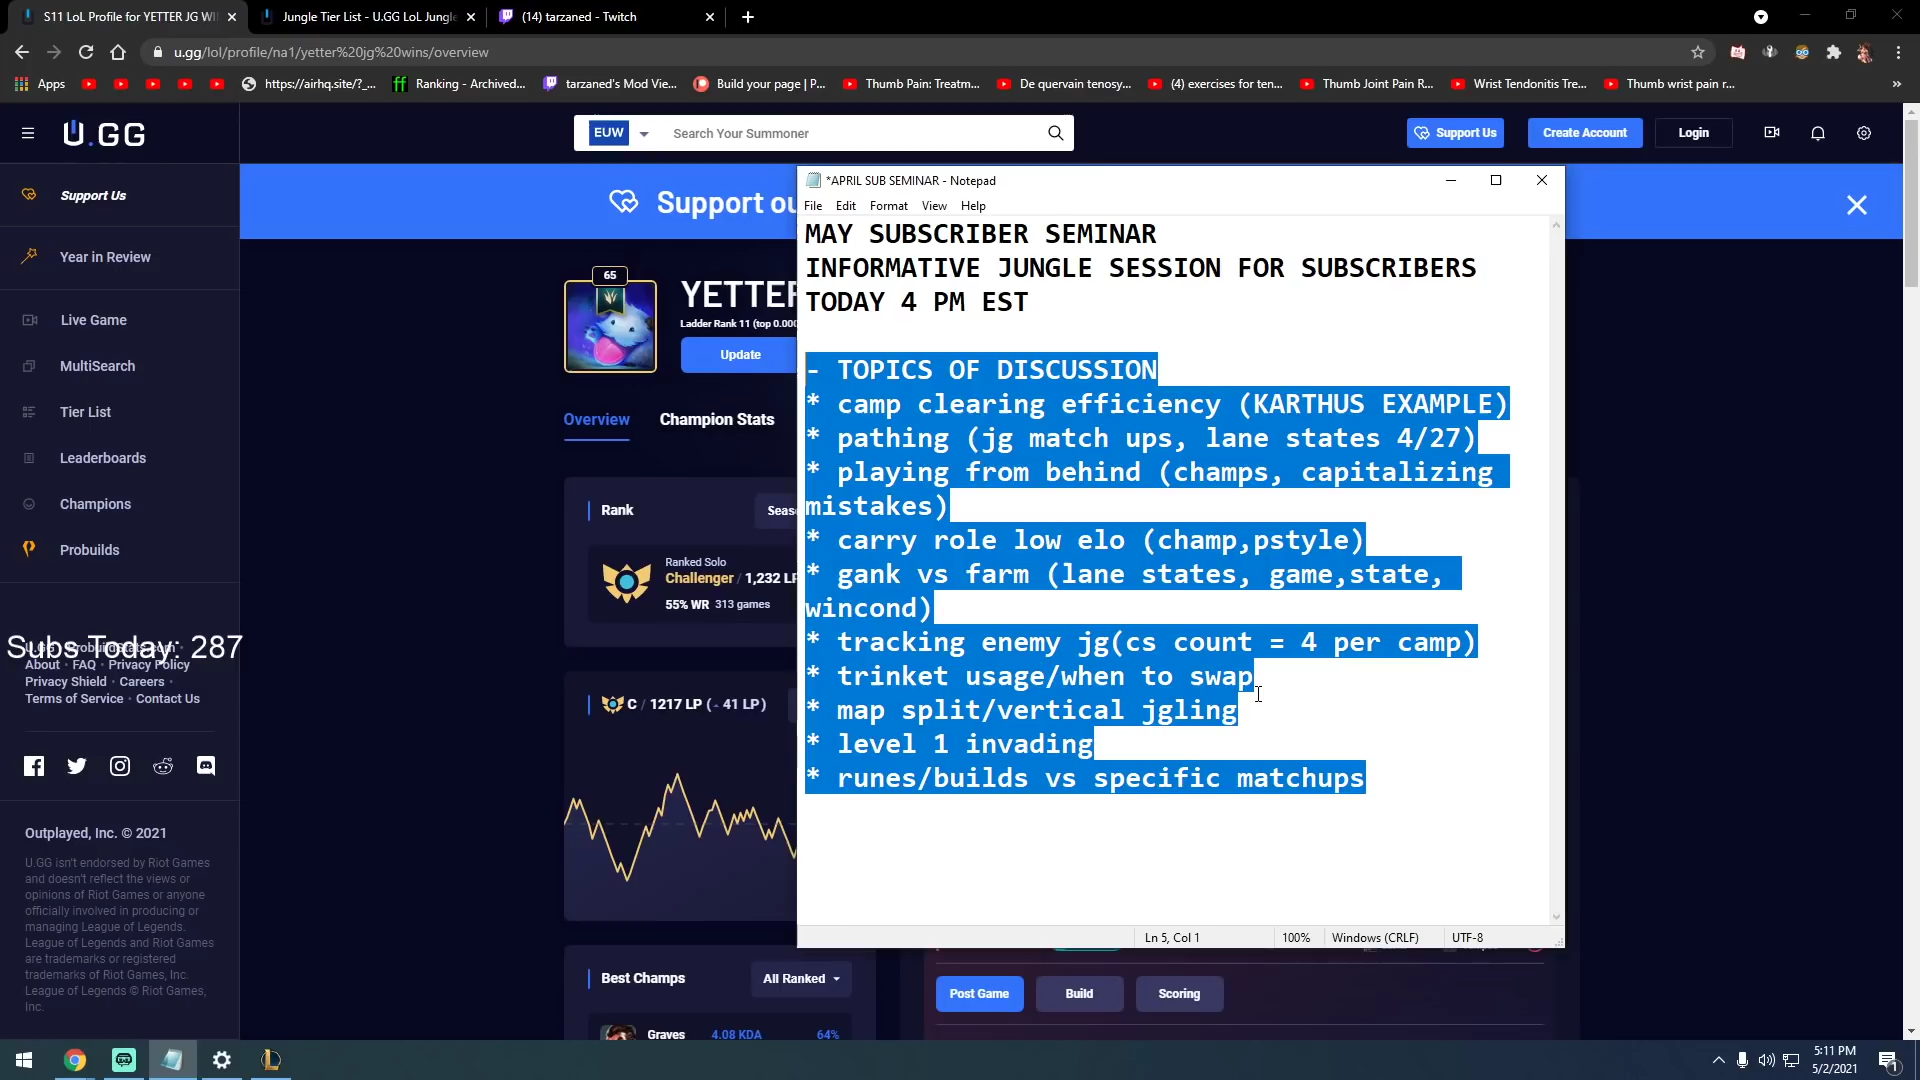 S11 LoL Profile for YETTER JG WI
Jungle Tier List - U.GG LoL Jungle
(14) tarzaned - Twitch
u.gg/lol/profile/na1/yetter%20jg%20wins/overview
Apps
https://airhq.site/?_...
Ranking - Archived...
tarzaned's Mod Vie...
Build your page | P...
Thumb Pain: Treatm...
De quervain tenosy...
(4) exercises for ten...
Thumb Joint Pain R...
Wrist Tendonitis Tre...
Thumb wrist pain r...
U.GG
EUW
Search Your Summoner
Support Us
Create Account
Login
Support Us
Year in Review
Live Game
MultiSearch
Tier List
Leaderboards
Champions
Probuilds
Subs Today: 287
About · FAQ · Privacy Policy
Privacy Shield · Careers ·
Terms of Service · Contact Us
Outplayed, Inc. © 2021
U.GG isn't endorsed by Riot Games
and doesn't reflect the views or
opinions of Riot Games or anyone
officially involved in producing or
managing League of Legends.
League of Legends and Riot Games
are trademarks or registered
trademarks of Riot Games, Inc.
League of Legends © Riot Games,
Inc.
Support ou
65
YETTER
Ladder Rank 11 (top 0.000
Update
Overview
Champion Stats
Rank
Seas
Ranked Solo
Challenger / 1,232 LP
55% WR 313 games
C / 1217 LP ( - 41 LP)
Best Champs
All Ranked
Graves
4.08 KDA
64%
*APRIL SUB SEMINAR - Notepad
File Edit Format View Help
MAY SUBSCRIBER SEMINAR
INFORMATIVE JUNGLE SESSION FOR SUBSCRIBERS
TODAY 4 PM EST
- TOPICS OF DISCUSSION
* camp clearing efficiency (KARTHUS EXAMPLE)
* pathing (jg match ups, lane states 4/27)
* playing from behind (champs, capitalizing
mistakes)
* carry role low elo (champ,pstyle)
* gank vs farm (lane states, game,state,
wincond)
* tracking enemy jg(cs count = 4 per camp)
* trinket usage/when to swap
* map split/vertical jgling
* level 1 invading
* runes/builds vs specific matchups
Ln 5, Col 1
100%
Windows (CRLF)
UTF-8
Post Game
Build
Scoring
5:11 PM
5/2/2021
1